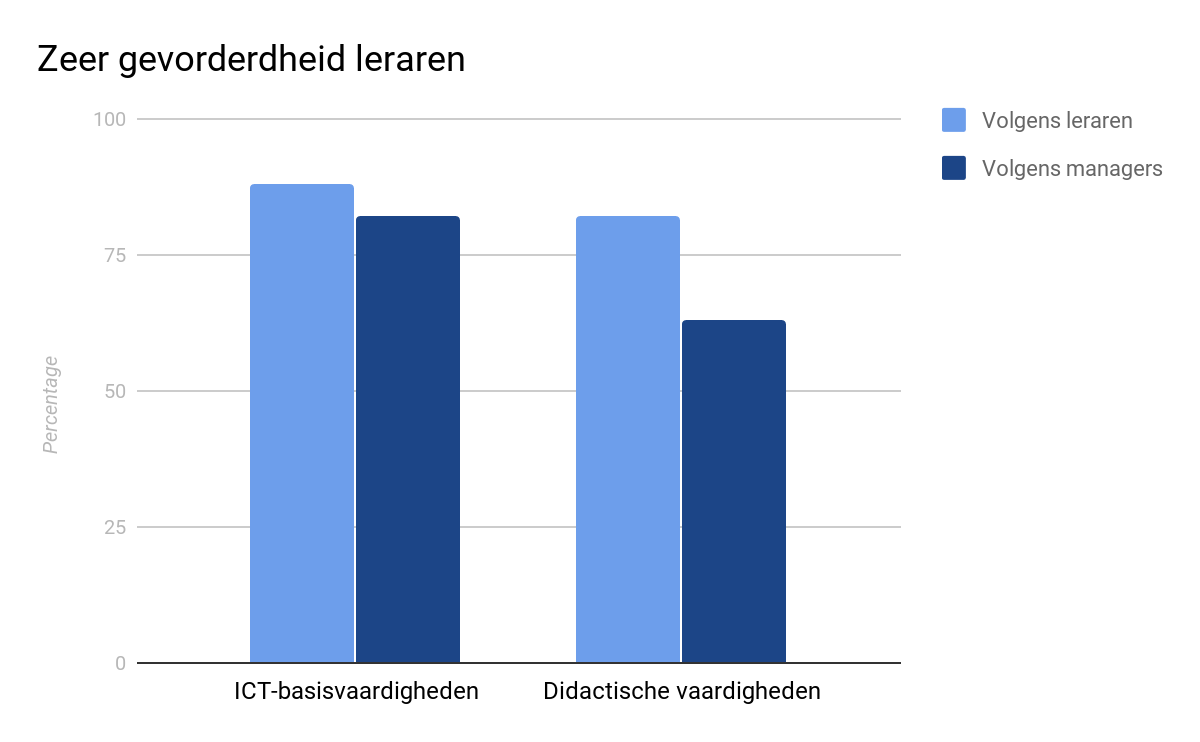 Zeer gevorderdheid leraren
100
75
50
25
0
Percentage
ICT-basisvaardigheden
Didactische vaardigheden
Volgens leraren
Volgens managers